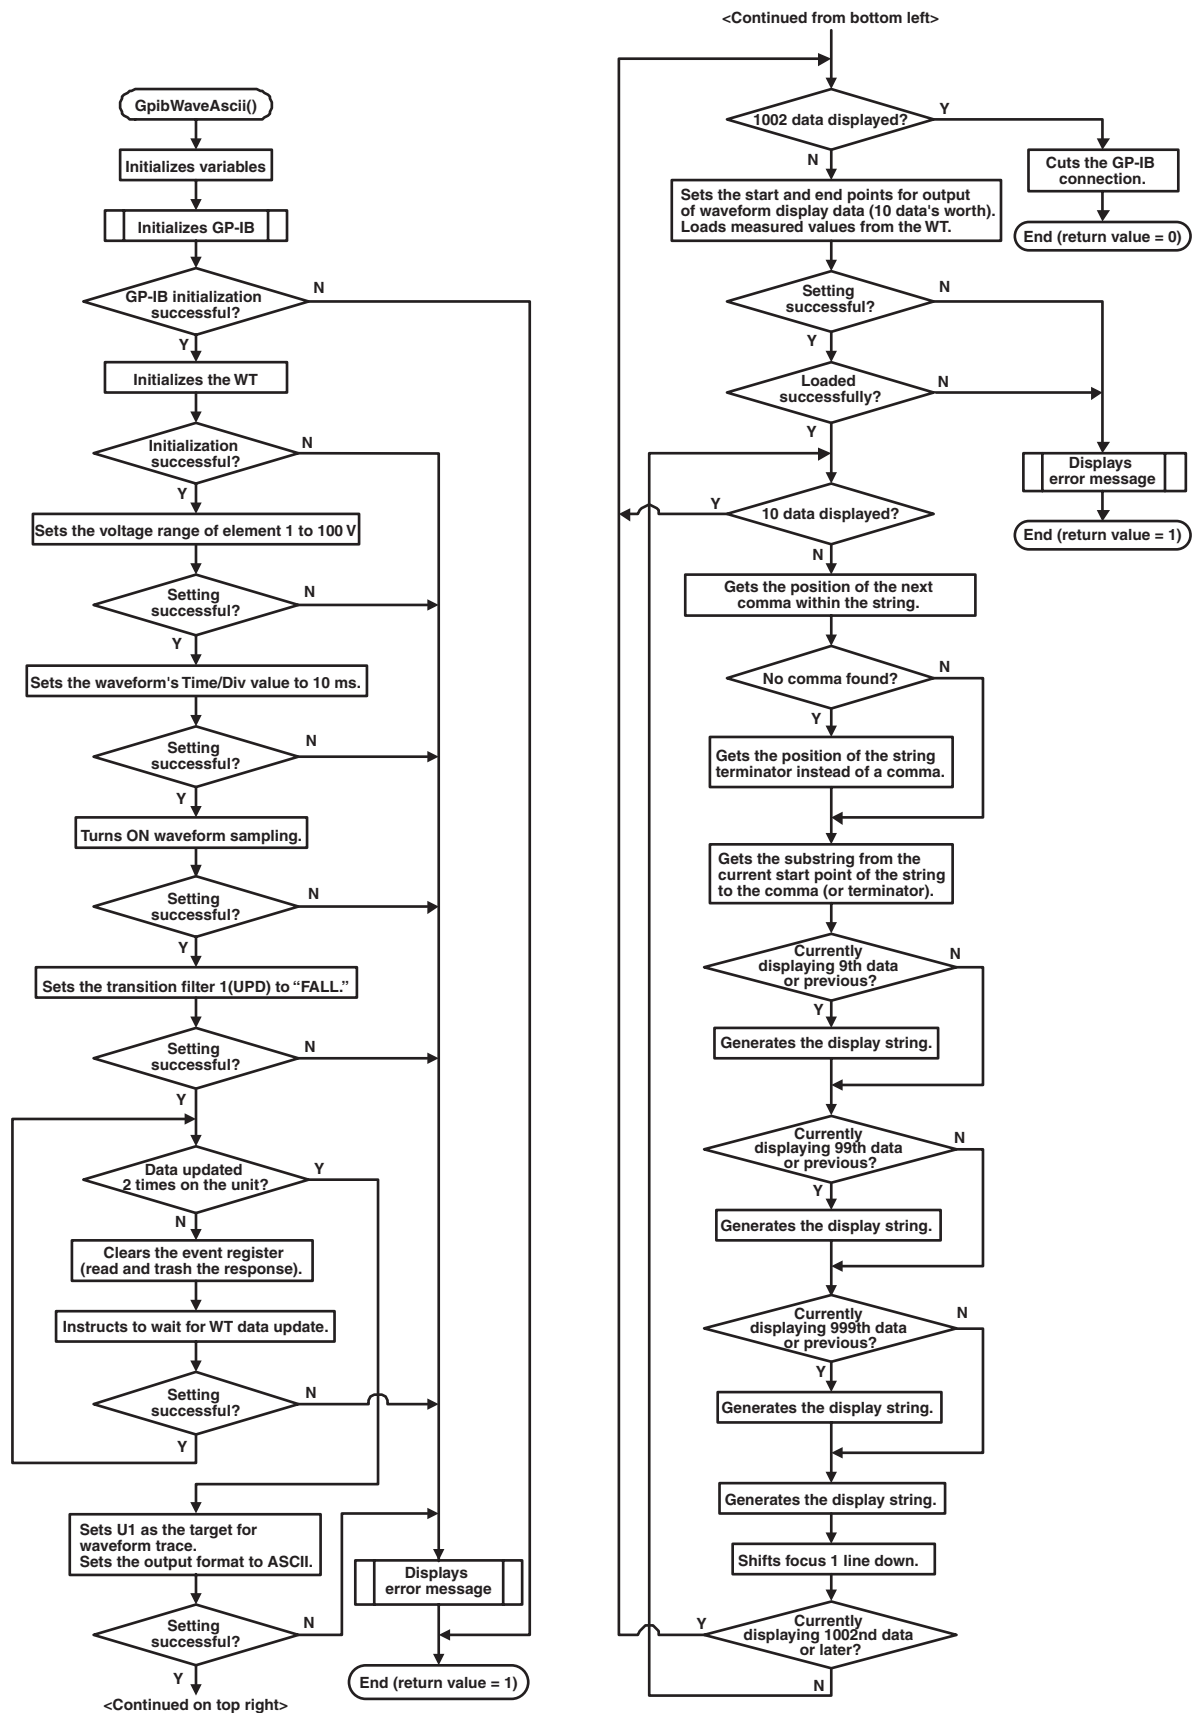 GpibWaveAscii()
Initializes variables
Initializes GP-IB
GP-IB initialization
successful?
N
Y
Initializes the WT
Initialization
successful?
N
Y
Sets the voltage range of element 1 to 100 V
Setting
successful?
N
Y
Sets the waveform's Time/Div value to 10 ms.
Setting
successful?
N
Y
Turns ON waveform sampling.
Setting
successful?
N
Y
Sets the transition filter 1(UPD) to “FALL.”
Setting
successful?
N
Y
Data updated
2 times on the unit?
Y
N
Clears the event register
(read and trash the response).
Instructs to wait for WT data update.
Setting
successful?
N
Y
Sets U1 as the target for
waveform trace.
Sets the output format to ASCII.
Setting
successful?
N
Y
<Continued on top right>
Displays
error message
End (return value = 1)
<Continued from bottom left>
1002 data displayed?
Y
N
Cuts the GP-IB
connection.
End (return value = 0)
Sets the start and end points for output
of waveform display data (10 data's worth).
Loads measured values from the WT.
Setting
successful?
N
Y
Loaded
successfully?
N
Y
Displays
error message
End (return value = 1)
10 data displayed?
Y
N
Gets the position of the next
comma within the string.
No comma found?
N
Y
Gets the position of the string
terminator instead of a comma.
Gets the substring from the
current start point of the string
to the comma (or terminator).
Currently
displaying 9th data
or previous?
N
Y
Generates the display string.
Currently
displaying 99th data
or previous?
N
Y
Generates the display string.
Currently
displaying 999th data
or previous?
N
Y
Generates the display string.
Generates the display string.
Shifts focus 1 line down.
Currently
displaying 1002nd data
or later?
Y
N